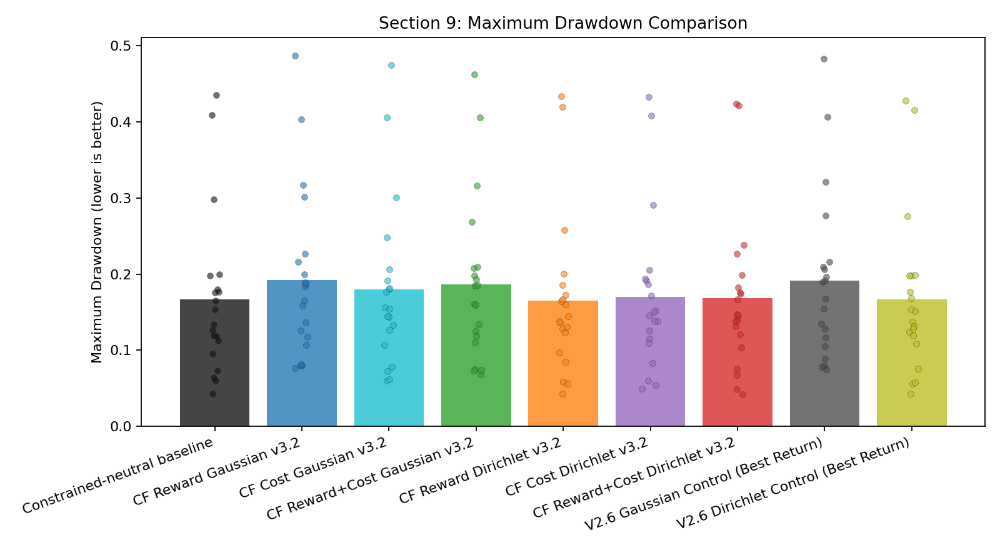 Section 9: Maximum Drawdown Comparison
Maximum Drawdown (lower is better)
0.5
0.4
0.3
0.2
0.1
0.0
Constrained-neutral baseline
CF Reward Gaussian v3.2
CF Cost Gaussian v3.2
CF Reward+Cost Gaussian v3.2
CF Reward Dirichlet v3.2
CF Cost Dirichlet v3.2
CF Reward+Cost Dirichlet v3.2
V2.6 Gaussian Control (Best Return)
V2.6 Dirichlet Control (Best Return)